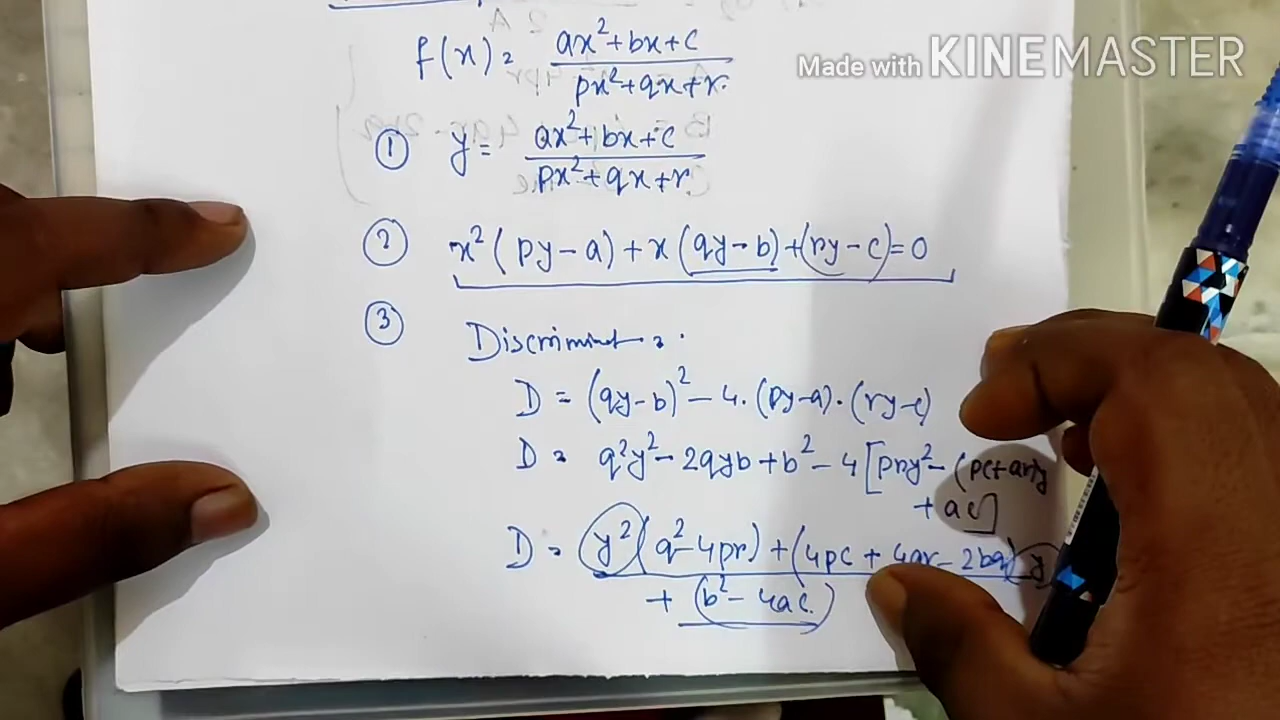 Made with KINEMASTER
f(x) = ax²+bx+c / px²+qx+r.
① y = ax²+bx+c / px²+qx+r
② x²(py-a)+x(qy-b)+(ry-c)=0
③ Discriminant = .
D = (qy-b)²-4.(py-a).(ry-c)
D = q²y²-2qyb+b²-4[pry²-(pc+ar)y
+ac]
D = y²(q²-4pr)+(4pc+4ar-2bq)y
+(b²-4ac)